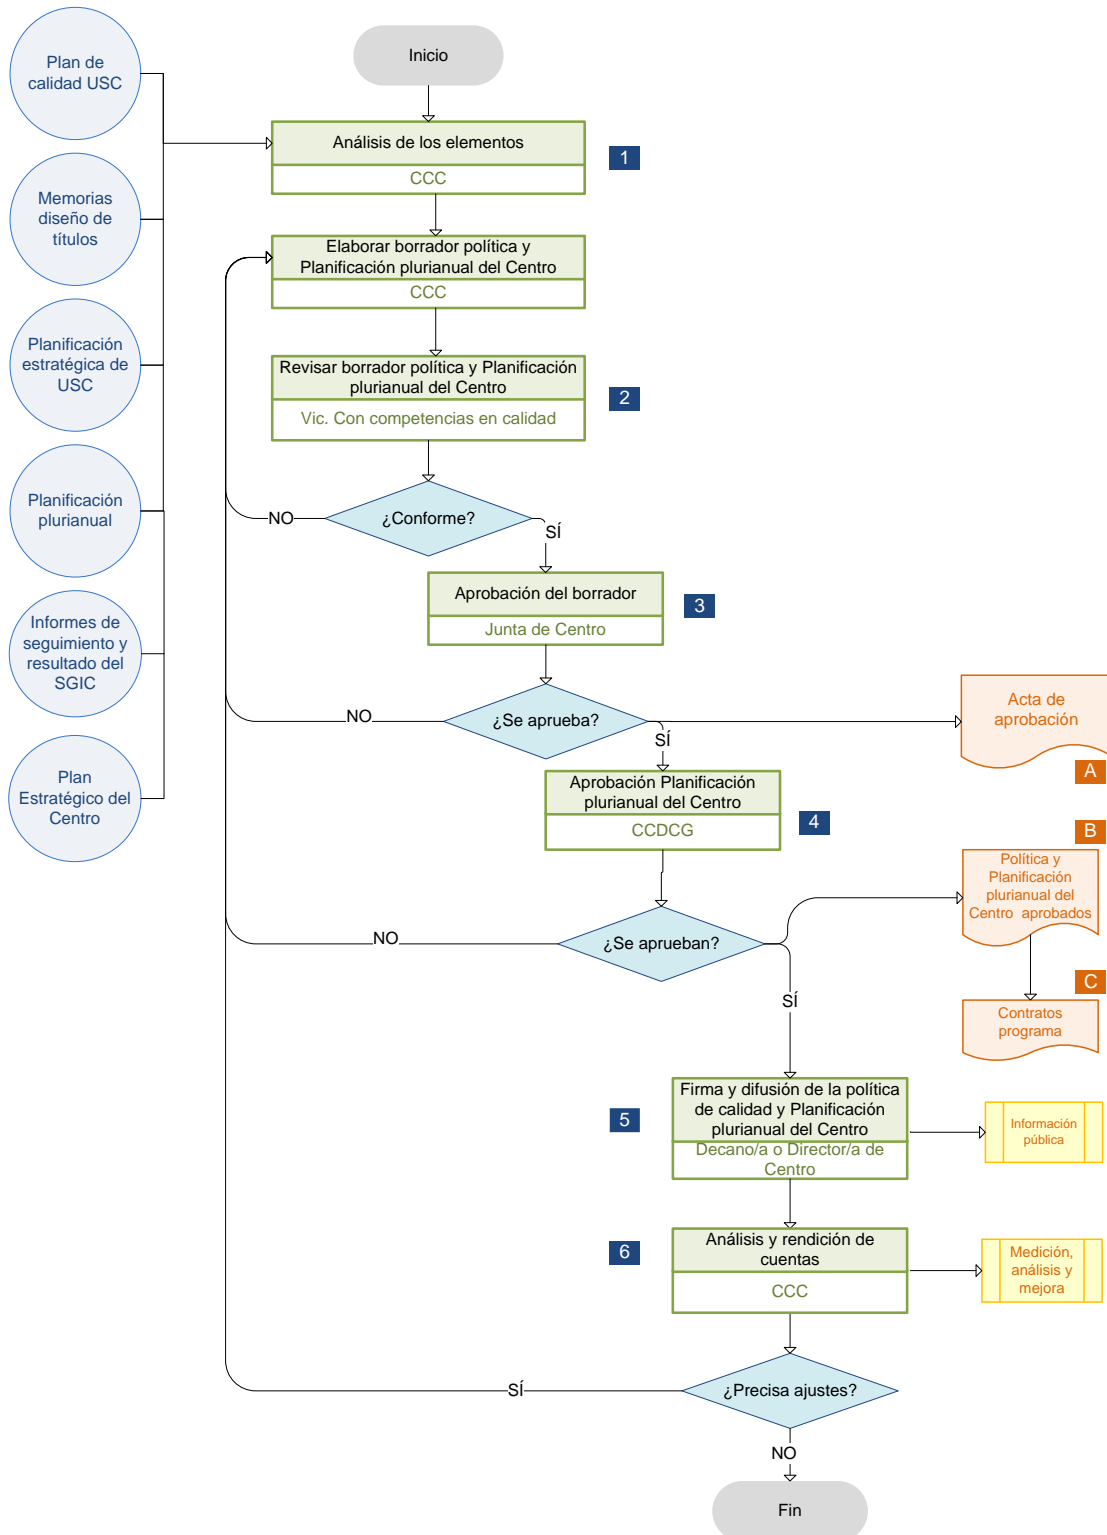 Plan de
calidad USC
Memorias
diseño de
títulos
Planificación
estratégica de
USC
Planificación
plurianual
Informes de
seguimiento y
resultado del
SGIC
Plan
Estratégico del
Centro
Inicio
Análisis de los elementos
CCC
1
Elaborar borrador política y
Planificación plurianual del Centro
CCC
Revisar borrador política y Planificación
plurianual del Centro
Vic. Con competencias en calidad
2
¿Conforme?
NO
SÍ
Aprobación del borrador
Junta de Centro
3
¿Se aprueba?
NO
SÍ
Acta de
aprobación
A
Aprobación Planificación
plurianual del Centro
CCDCG
4
B
Política y
Planificación
plurianual del
Centro aprobados
¿Se aprueban?
NO
SÍ
C
Contratos
programa
Firma y difusión de la política
de calidad y Planificación
plurianual del Centro
Decano/a o Director/a de
Centro
5
Información
pública
Análisis y rendición de
cuentas
CCC
6
Medición,
análisis y
mejora
¿Precisa ajustes?
SÍ
NO
Fin